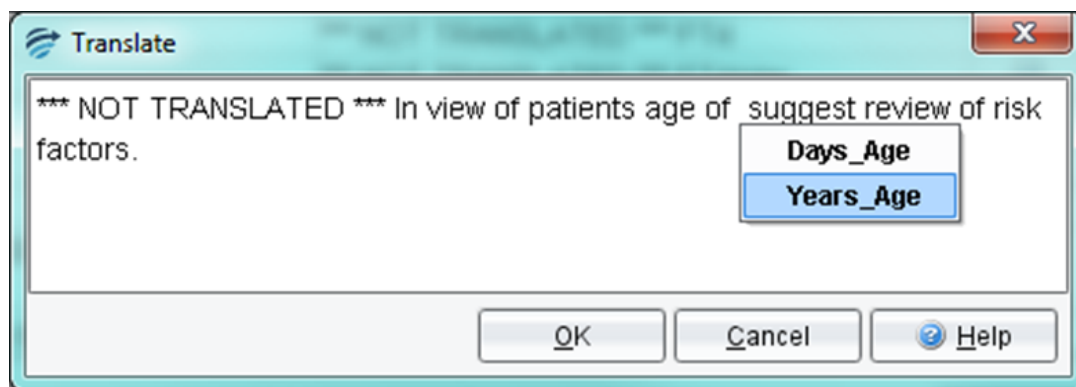 Translate
*** NOT TRANSLATED *** In view of patients age of  suggest review of risk
factors.
Days_Age
Years_Age
OK
Cancel
Help